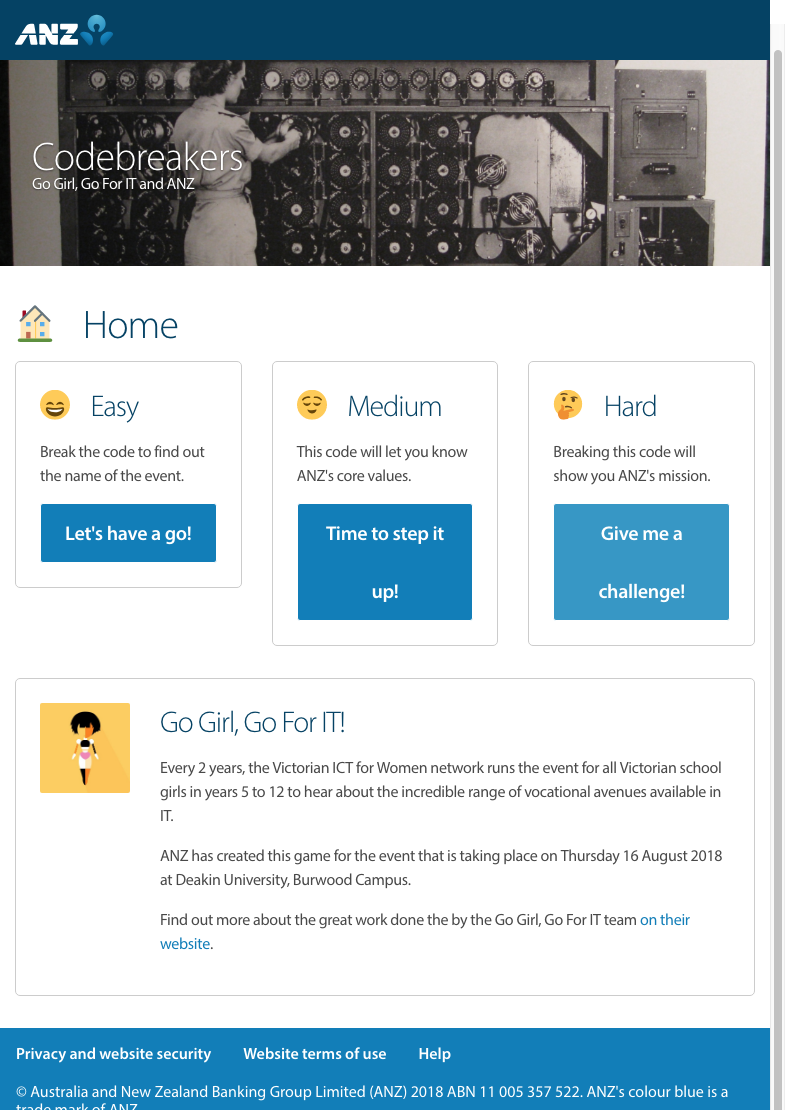 ANZ
Codebreakers
Go Girl, Go For IT and ANZ
Home
Easy
Break the code to find out
the name of the event.
Let's have a go!
Medium
This code will let you know
ANZ's core values.
Time to step it
up!
Hard
Breaking this code will
show you ANZ's mission.
Give me a
challenge!
Go Girl, Go For IT!
Every 2 years, the Victorian ICT for Women network runs the event for all Victorian school
girls in years 5 to 12 to hear about the incredible range of vocational avenues available in
IT.
ANZ has created this game for the event that is taking place on Thursday 16 August 2018
at Deakin University, Burwood Campus.
Find out more about the great work done the by the Go Girl, Go For IT team on their
website.
Privacy and website security Website terms of use Help
© Australia and New Zealand Banking Group Limited (ANZ) 2018 ABN 11 005 357 522. ANZ's colour blue is a
trade mark of ANZ.